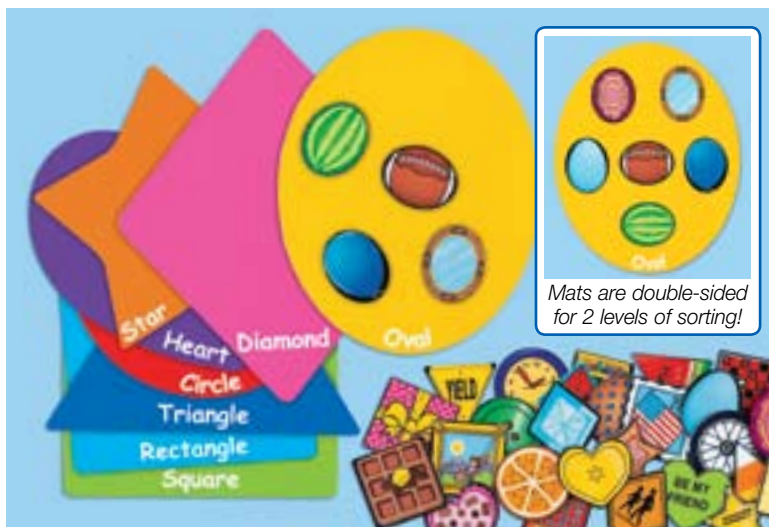 Star
Heart
Diamond
Oval
Circle
Triangle
Rectangle
Square
Oval
Mats are double-sided
for 2 levels of sorting!
YIELD
BE MY
FRIEND